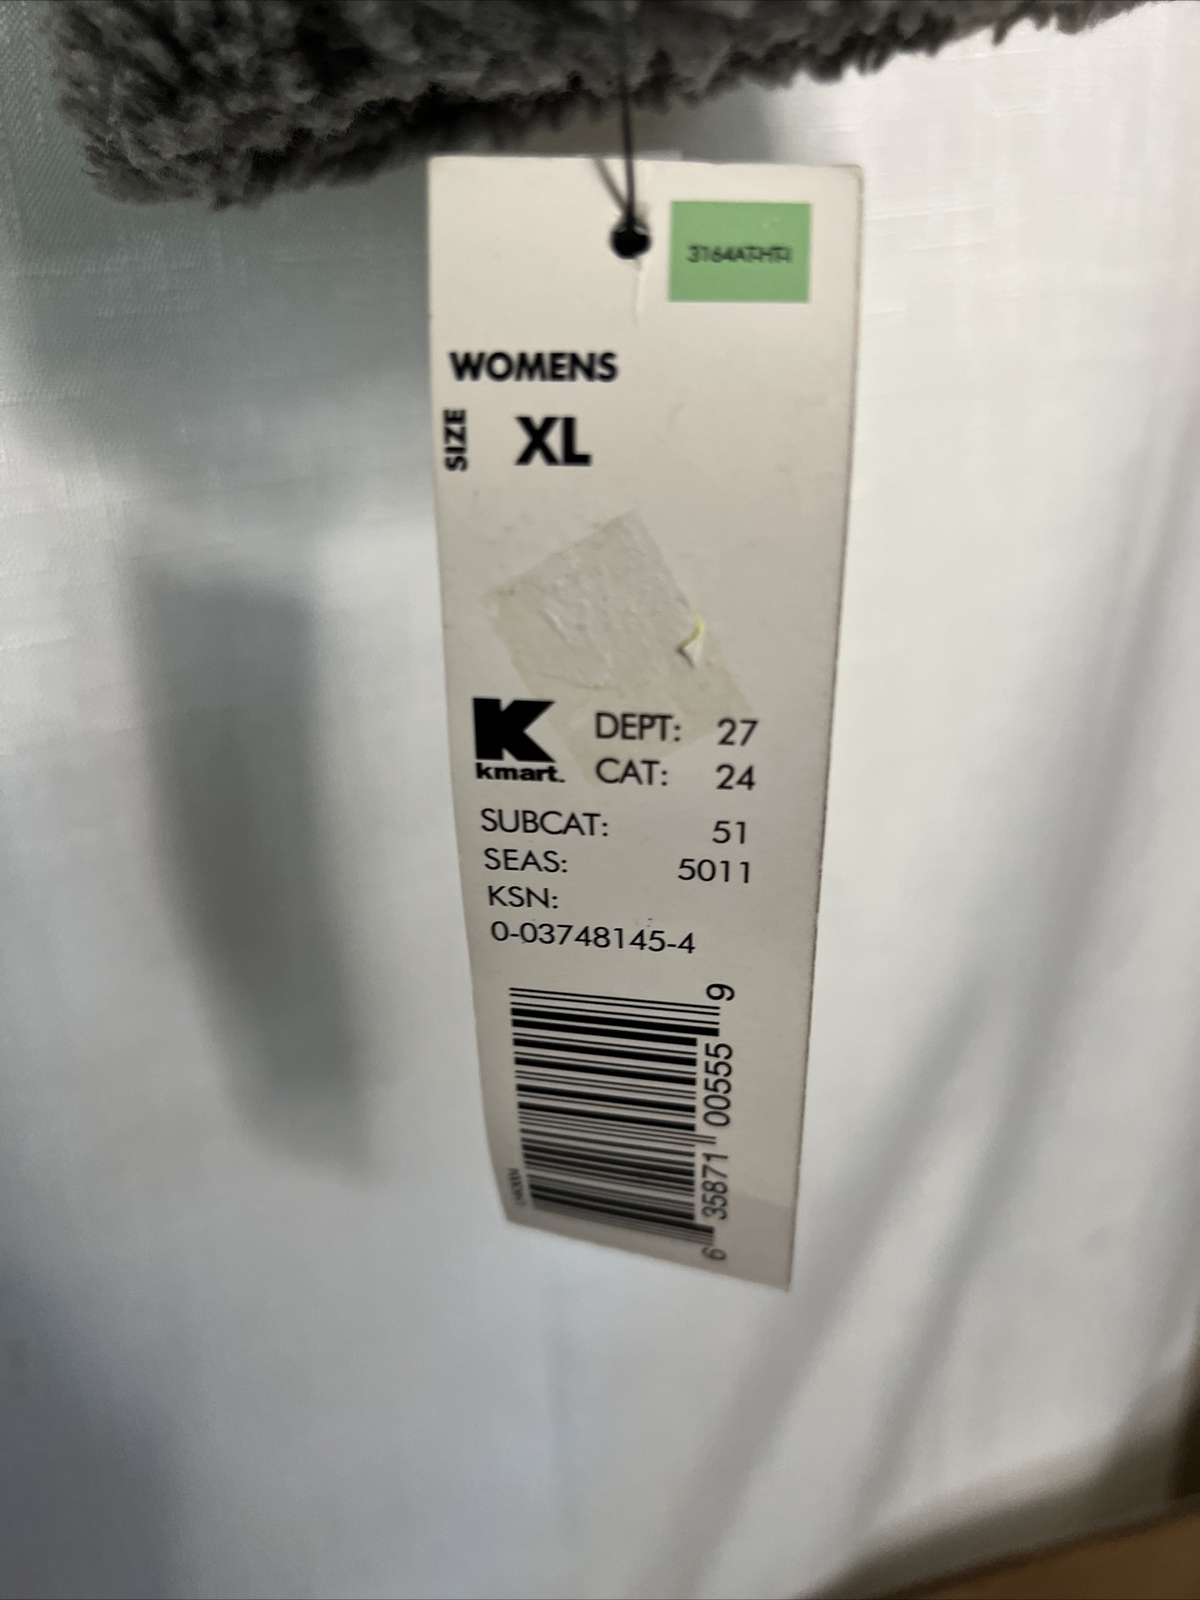 WOMENS
SIZE XL
K
kmart.
DEPT: 27
CAT: 24
SUBCAT: 51
SEAS: 5011
KSN:
0-03748145-4
6 35871 00555 9